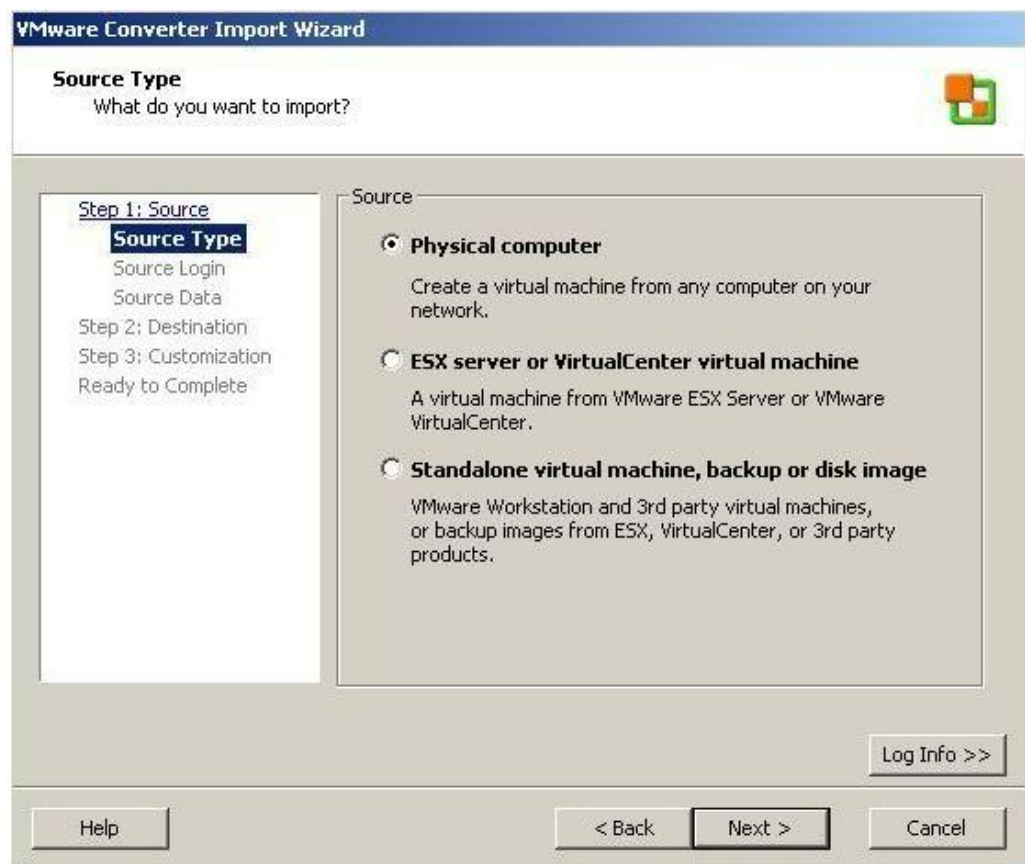 VMware Converter Import Wizard
Source Type
What do you want to import?
Step 1: Source
Source Type
Source Login
Source Data
Step 2: Destination
Step 3: Customization
Ready to Complete
Source
Physical computer
Create a virtual machine from any computer on your
network.
ESX server or VirtualCenter virtual machine
A virtual machine from VMware ESX Server or VMware
VirtualCenter.
Standalone virtual machine, backup or disk image
VMware Workstation and 3rd party virtual machines,
or backup images from ESX, VirtualCenter, or 3rd party
products.
Log Info >>
Help
< Back
Next >
Cancel